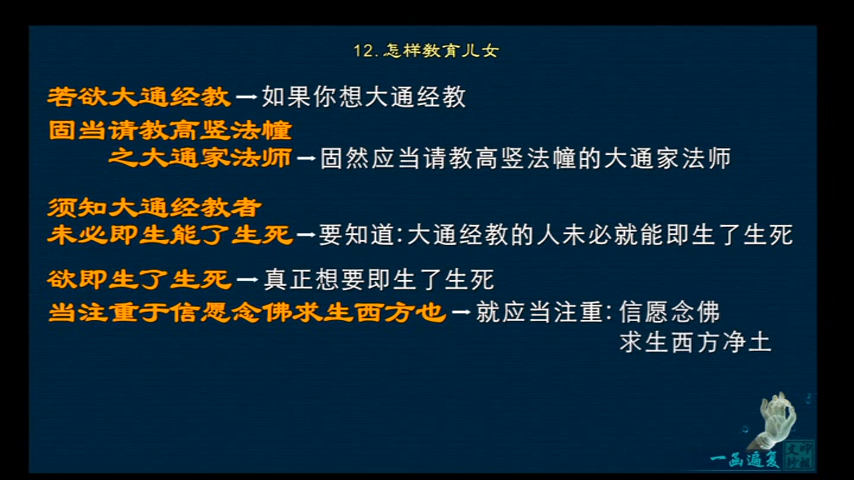 12.怎样教育儿女
若欲大通经教→如果你想大通经教
固当请教高竖法幢
之大通家法师→固然应当请教高竖法幢的大通家法师
须知大通经教者
未必即生能了生死→要知道:大通经教的人未必就能即生了生死
欲即生了生死→真正想要即生了生死
当注重于信愿念佛求生西方也→就应当注重:信愿念佛
求生西方净土
一函遍复